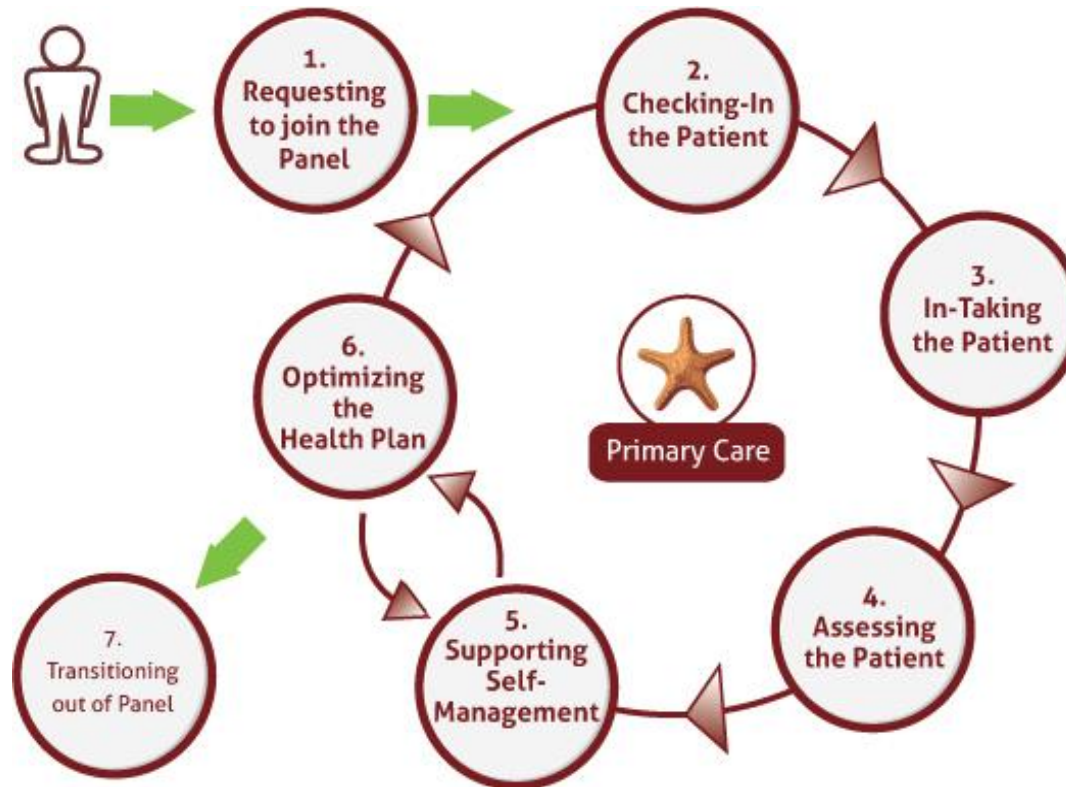 1.
Requesting
to join the
Panel
2.
Checking-In
the Patient
3.
In-Taking
the Patient
4.
Assessing
the Patient
5.
Supporting
Self-
Management
6.
Optimizing
the
Health Plan
7.
Transitioning
out of Panel
Primary Care